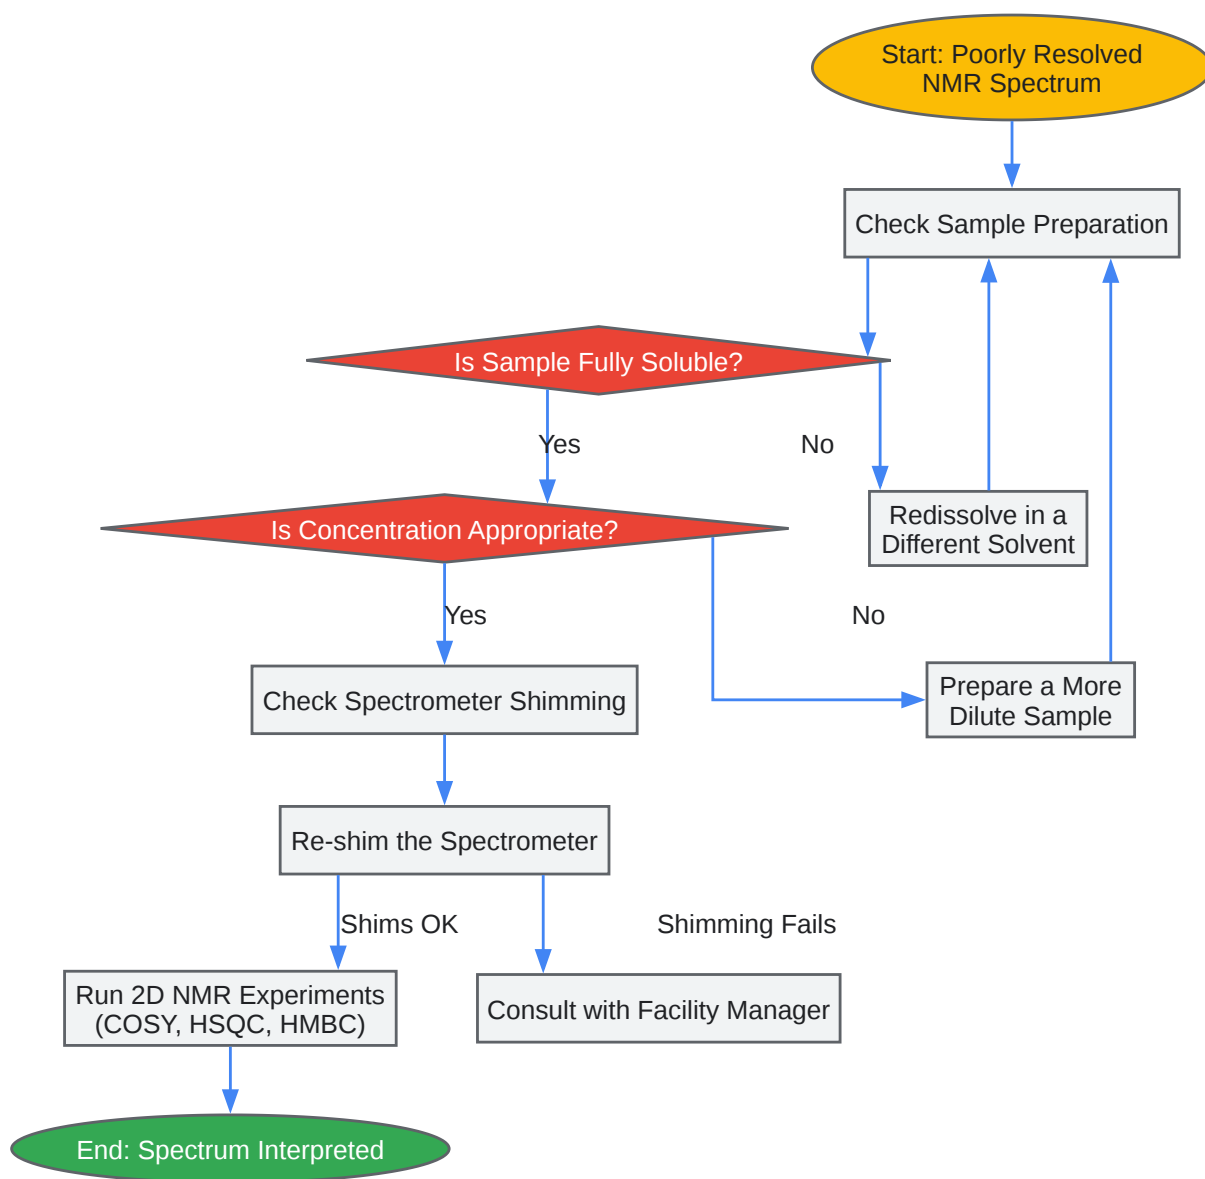 Start: Poorly Resolved
NMR Spectrum
Check Sample Preparation
Is Sample Fully Soluble?
Yes
No
Redissolve in a
Different Solvent
Is Concentration Appropriate?
Yes
No
Prepare a More
Dilute Sample
Check Spectrometer Shimming
Re-shim the Spectrometer
Shims OK
Shimming Fails
Run 2D NMR Experiments
(COSY, HSQC, HMBC)
Consult with Facility Manager
End: Spectrum Interpreted